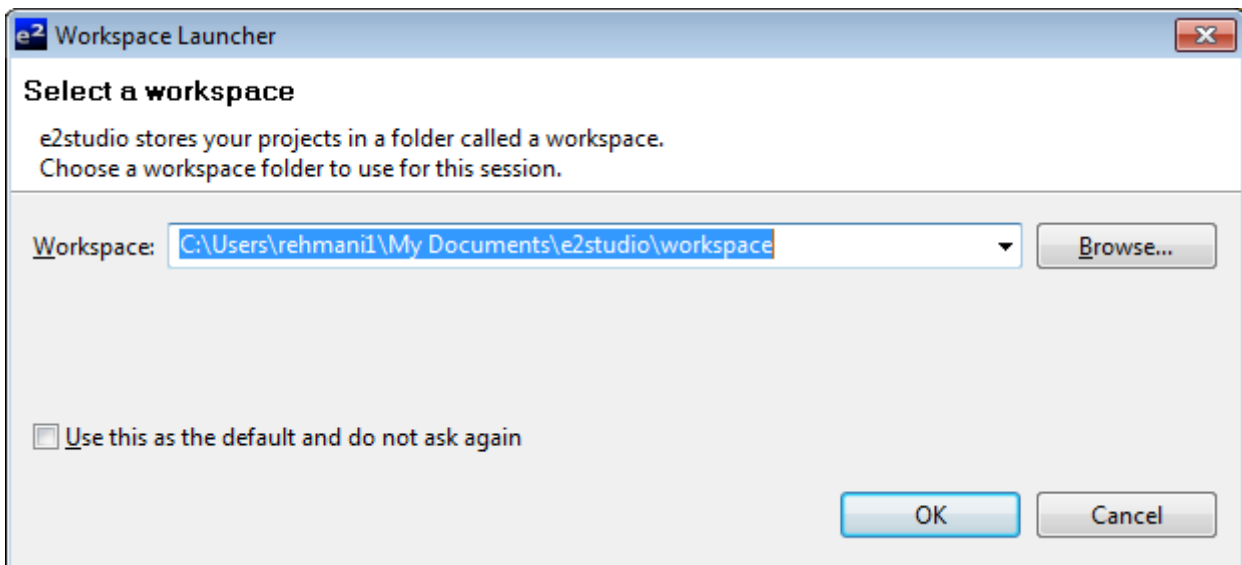 e² Workspace Launcher
Select a workspace
e2studio stores your projects in a folder called a workspace.
Choose a workspace folder to use for this session.
Workspace: C:\Users\rehmani1\My Documents\e2studio\workspace Browse...
Use this as the default and do not ask again
OK Cancel